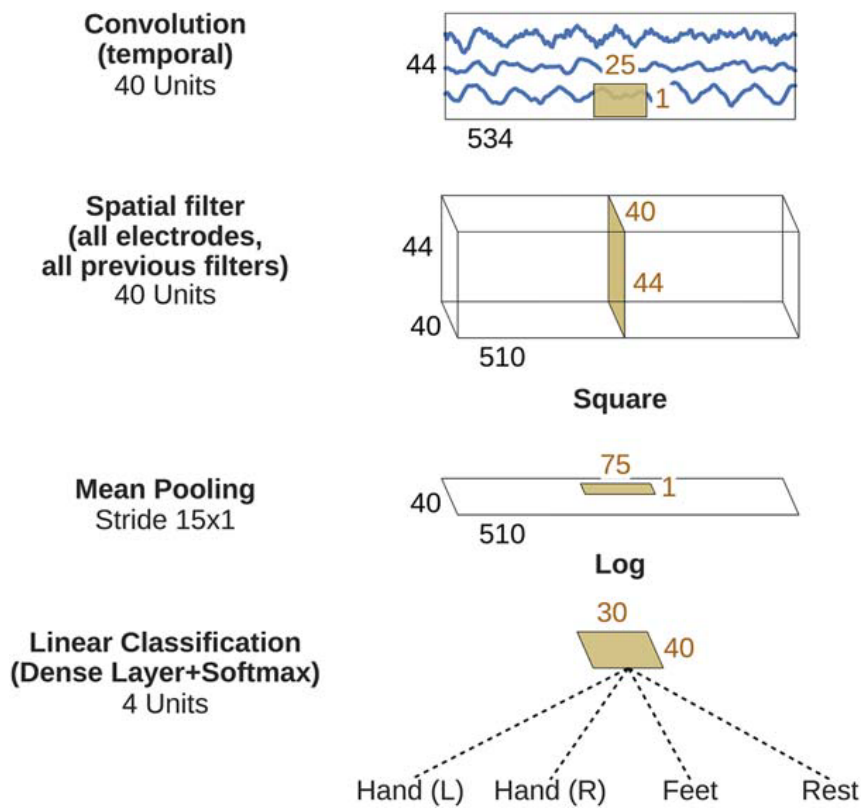 Convolution
(temporal)
40 Units
44
25
1
534
Spatial filter
(all electrodes,
all previous filters)
40 Units
44
40
40
44
510
Square
Mean Pooling
Stride 15x1
40
75
1
510
Log
Linear Classification
(Dense Layer+Softmax)
4 Units
30
40
Hand (L) Hand (R) Feet Rest